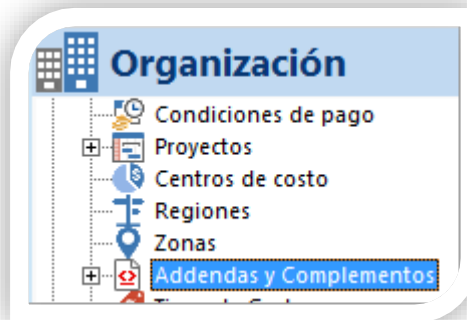 Organización
Condiciones de pago
Proyectos
Centros de costo
Regiones
Zonas
Addendas y Complementos